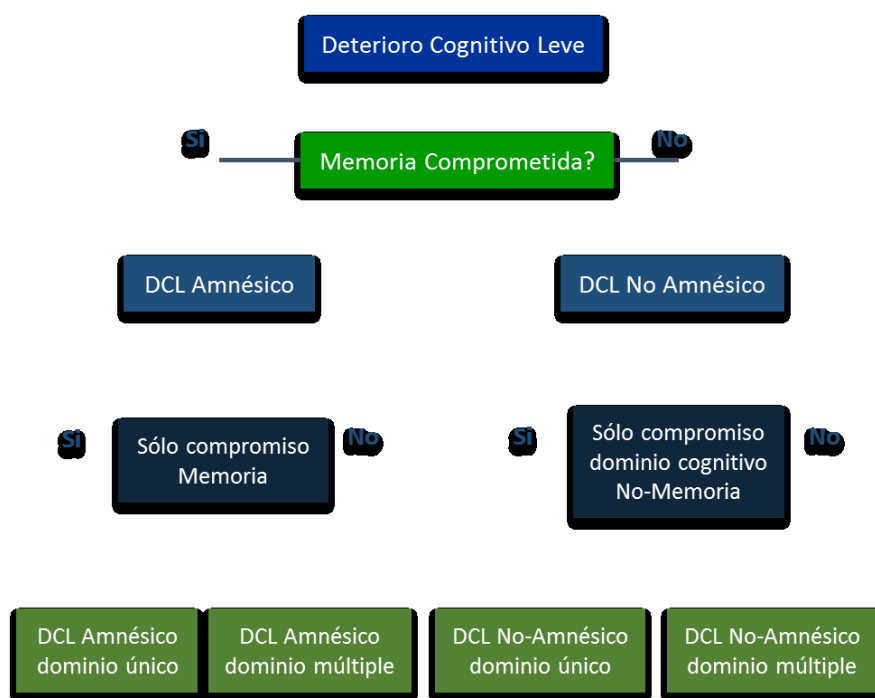 Deterioro Cognitivo Leve
Si
No
Memoria Comprometida?
DCL Amnésico
DCL No Amnésico
Si
No
Sólo compromiso
Memoria
Si
No
Sólo compromiso
dominio cognitivo
No-Memoria
DCL Amnésico
dominio único
DCL Amnésico
dominio múltiple
DCL No-Amnésico
dominio único
DCL No-Amnésico
dominio múltiple